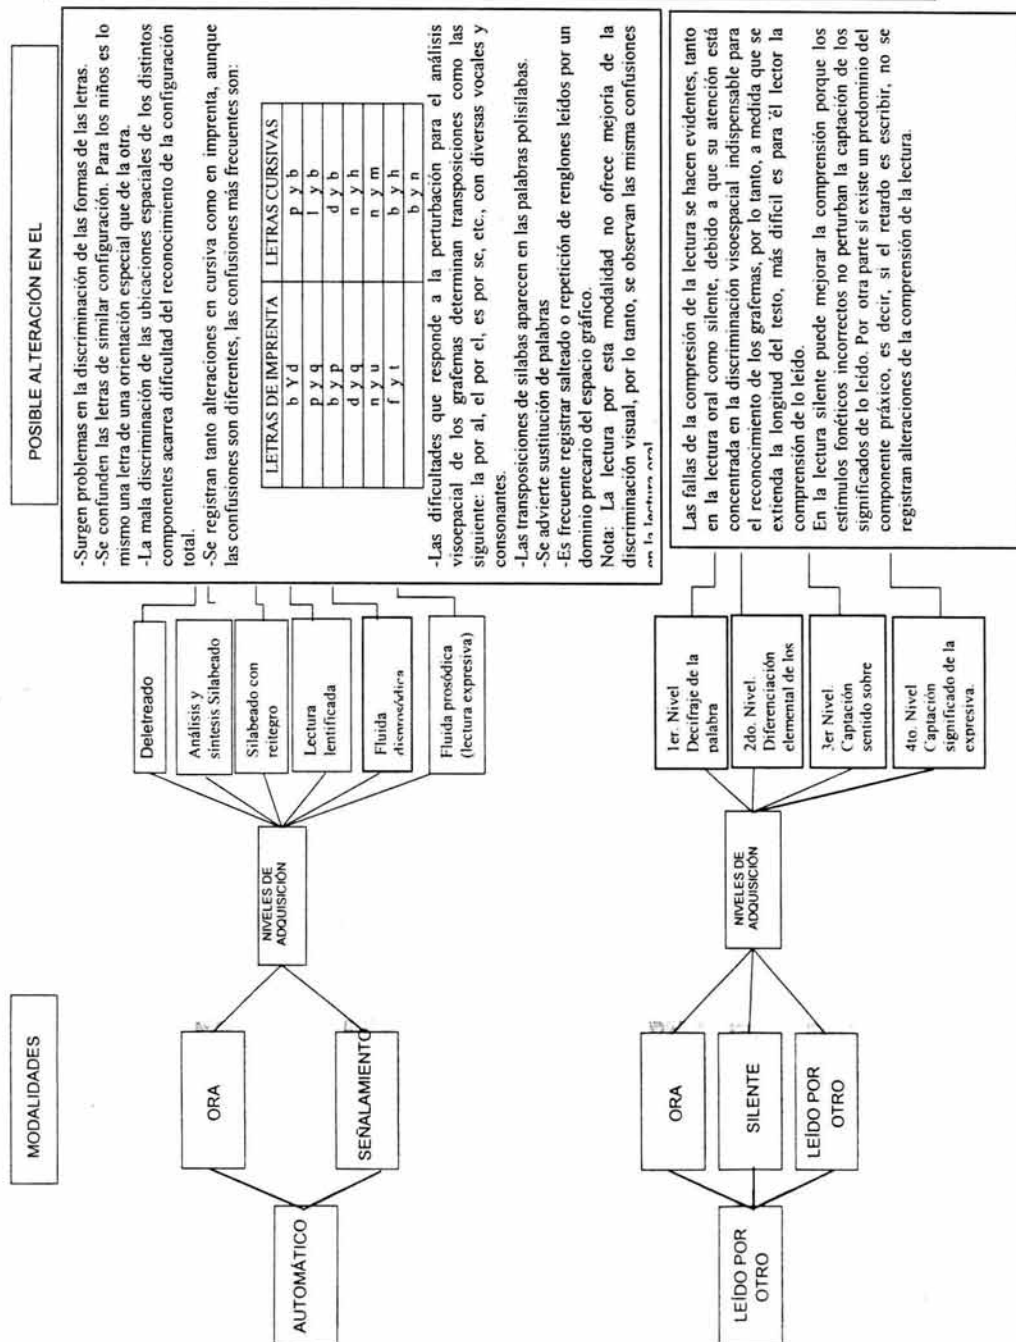 MODALIDADES
POSIBLE ALTERACIÓN EN EL
AUTOMÁTICO
ORA
SEÑALAMIENTO
NIVELES DE
ADQUISICIÓN
Deletreado
Análisis y
síntesis Silabeado
Silabeado con
reitegro
Lectura
lentificada
Fluida
Fluida prosódica
(lectura expresiva)
-Surgen problemas en la discriminación de las formas de las letras.
-Se confunden las letras de similar configuración. Para los niños es lo
mismo una letra de una orientación especial que de la otra.
-La mala discriminación de las ubicaciones espaciales de los distintos
componentes acarrea dificultad del reconocimiento de la configuración
total.
-Se registran tanto alteraciones en cursiva como en imprenta, aunque
las confusiones son diferentes, las confusiones más frecuentes son:
LETRAS DE IMPRENTA LETRAS CURSIVAS
b Y d p y b
p y q l y b
b y p d y b
d y q n y h
n y u n y m
f y t b y h
b y n
-Las dificultades que responde a la perturbación para el análisis
visoepacial de los grafemas determinan transposiciones como las
siguiente: la por al, el por el, es por se, etc., con diversas vocales y
consonantes.
-Las transposiciones de silabas aparecen en las palabras polisílabas.
-Se advierte sustitución de palabras
-Es frecuente registrar salteado o repetición de renglones leídos por un
dominio precario del espacio gráfico.
Nota: La lectura por esta modalidad no ofrece mejoría de la
discriminación visual, por lo tanto, se observan las misma confusiones
en la lectura oral
LEÍDO POR
OTRO
ORA
SILENTE
LEÍDO POR
OTRO
NIVELES DE
ADQUISICIÓN
1er. Nivel
Decifraje de la
palabra
2do. Nivel.
Diferenciación
elemental de los
3er Nivel.
Captación
sentido sobre
4to. Nivel
Captación
significado de la
expresiva.
Las fallas de la compresión de la lectura se hacen evidentes, tanto
en la lectura oral como silente, debido a que su atención está
concentrada en la discriminación visoespacial indispensable para
el reconocimiento de los grafemas, por lo tanto, a medida que se
extienda la longitud del testo, más difícil es para él lector la
comprensión de lo leído.
En la lectura silente puede mejorar la comprensión porque los
estímulos fonéticos incorrectos no perturban la captación de los
significados de lo leído. Por otra parte sí existe un predominio del
componente práxico, es decir, si el retardo es escribir, no se
registran alteraciones de la comprensión de la lectura.